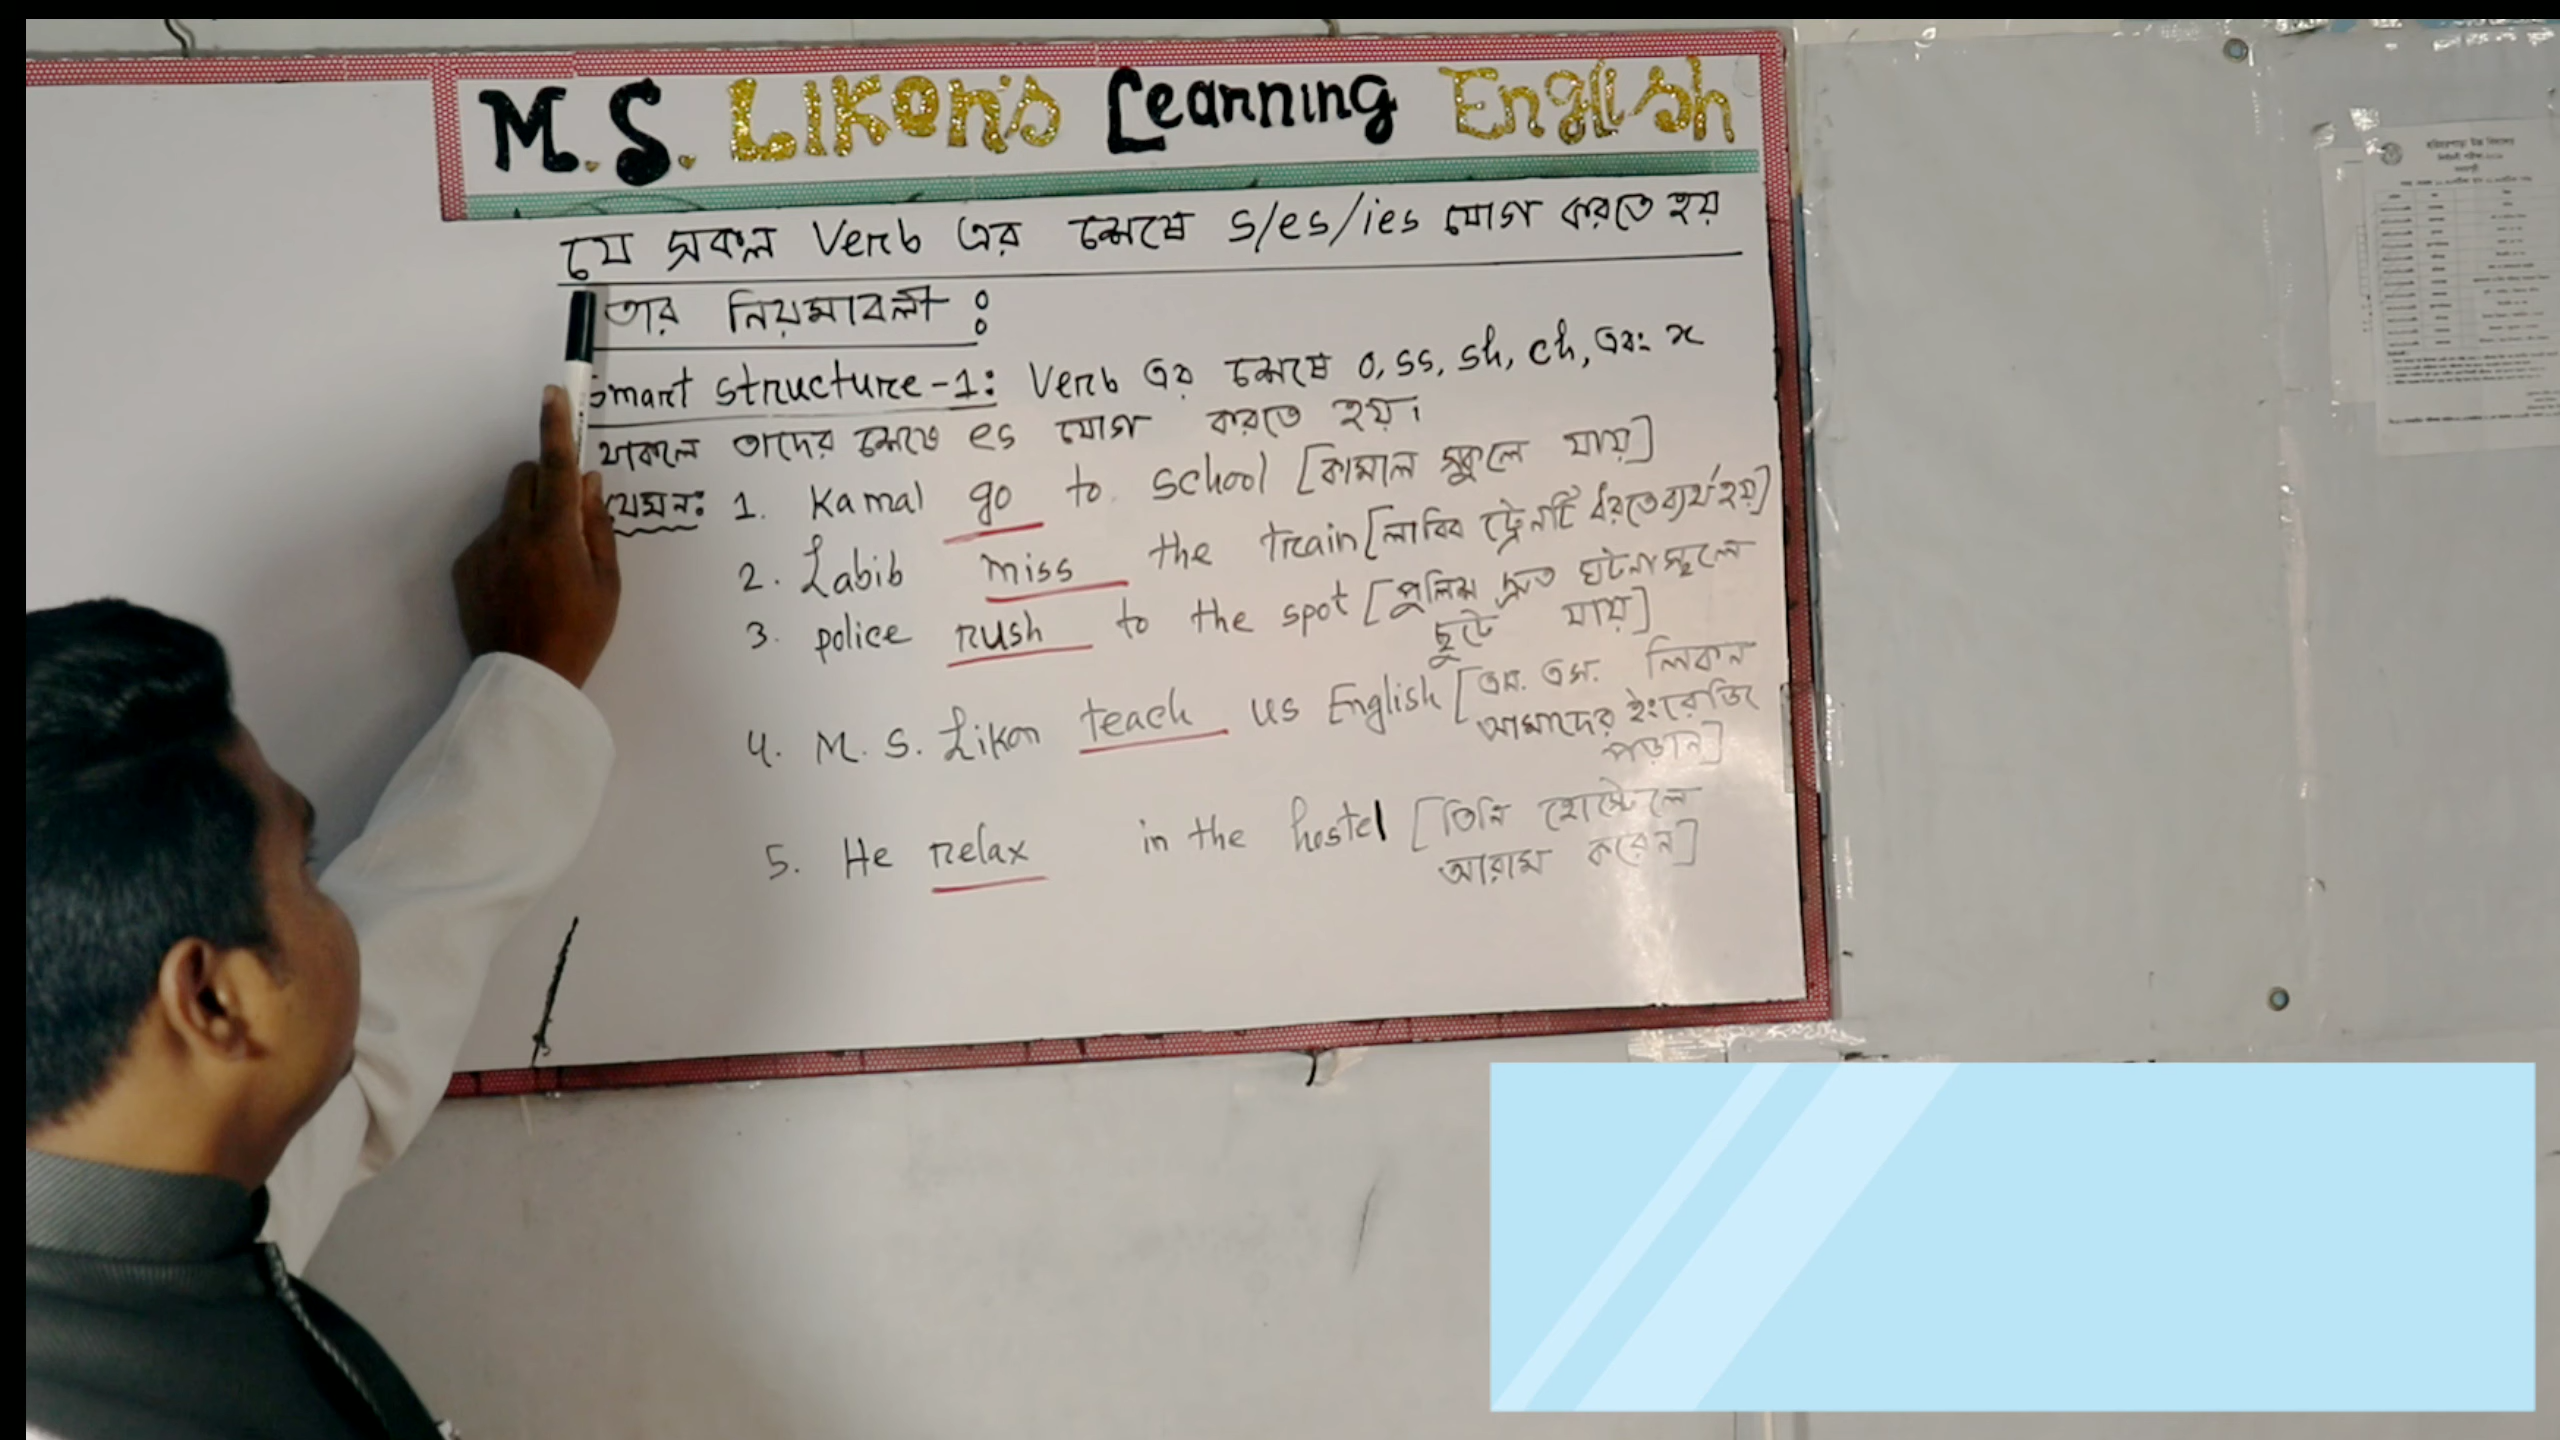 M.S. Likon's Learning English
যে সকল Verb এর শেষে s/es/ies যোগ করতে হয়
তার নিয়মাবলী :
Smart structure-1: Verb এর শেষে o, ss, sh, ch, এবং x
থাকলে তাদের শেষে es যোগ করতে হয়।
যেমন: 1. Kamal go to school [কামাল স্কুলে যায়]
2. Labib miss the train [লাবিব ট্রেনটি ধরতে ব্যর্থ হয়]
3. police rush to the spot [পুলিশ দ্রুত ঘটনাস্থলে
ছুটে যায়]
4. M. S. Likon teach us English [এম. এস. লিকন
আমাদের ইংরেজি
পড়ান]
5. He relax in the hostel [তিনি হোস্টেলে
আরাম করেন]